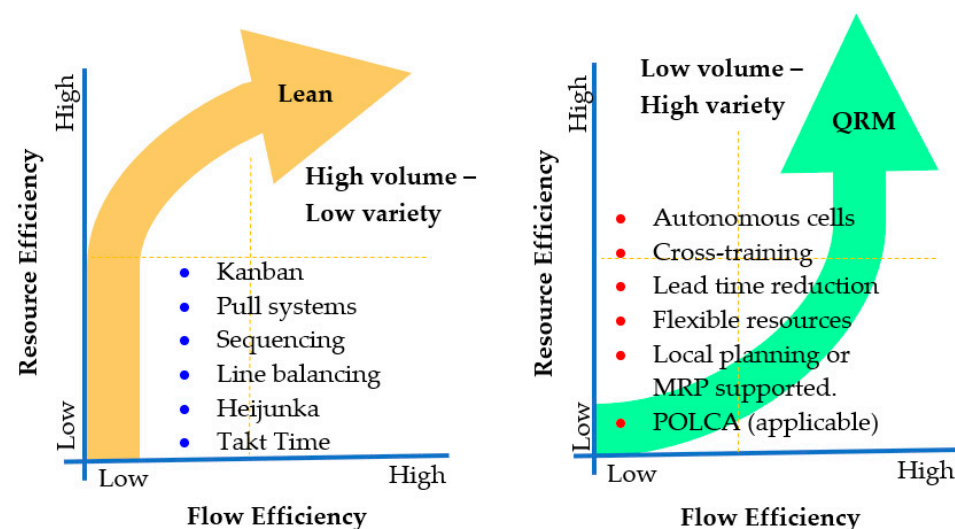 Lean
High volume –
Low variety
Kanban
Pull systems
Sequencing
Line balancing
Heijunka
Takt Time
High
Low
Resource Efficiency
Low
High
Flow Efficiency
Low volume –
High variety
QRM
Autonomous cells
Cross-training
Lead time reduction
Flexible resources
Local planning or
MRP supported.
POLCA (applicable)
High
Low
Resource Efficiency
Low
High
Flow Efficiency